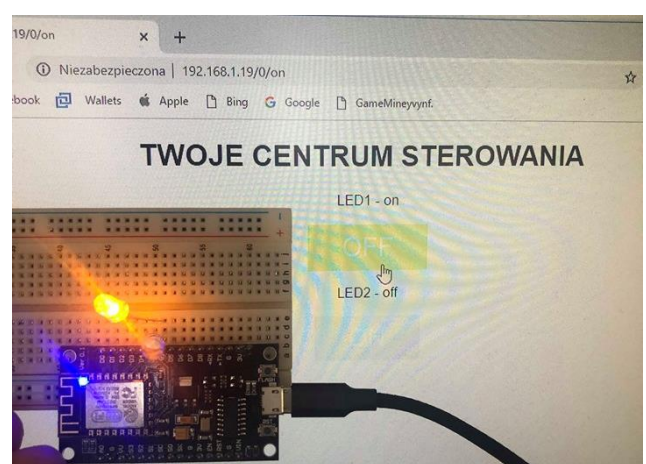 19/0/on × +
Niezabezpieczona | 192.168.1.19/0/on
book Wallets Apple Bing G Google GameMineyvynf.
TWOJE CENTRUM STEROWANIA
LED1 - on
OFF
LED2 - off